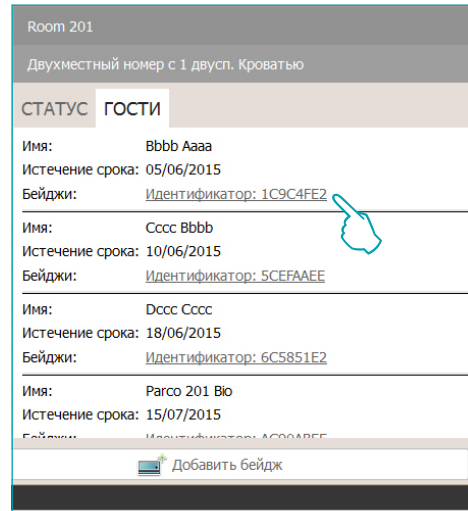 Room 201
Двухместный номер с 1 двусп. Кроватью
СТАТУС ГОСТИ
Имя: Bbbb Aaaa
Истечение срока: 05/06/2015
Бейджи: Идентификатор: 1C9C4FE2
Имя: Cccc Bbbb
Истечение срока: 10/06/2015
Бейджи: Идентификатор: 5CEFAAEE
Имя: Dccc Cccc
Истечение срока: 18/06/2015
Бейджи: Идентификатор: 6C5851E2
Имя: Parco 201 Bio
Истечение срока: 15/07/2015
Бейджи: Идентификатор:
Добавить бейдж